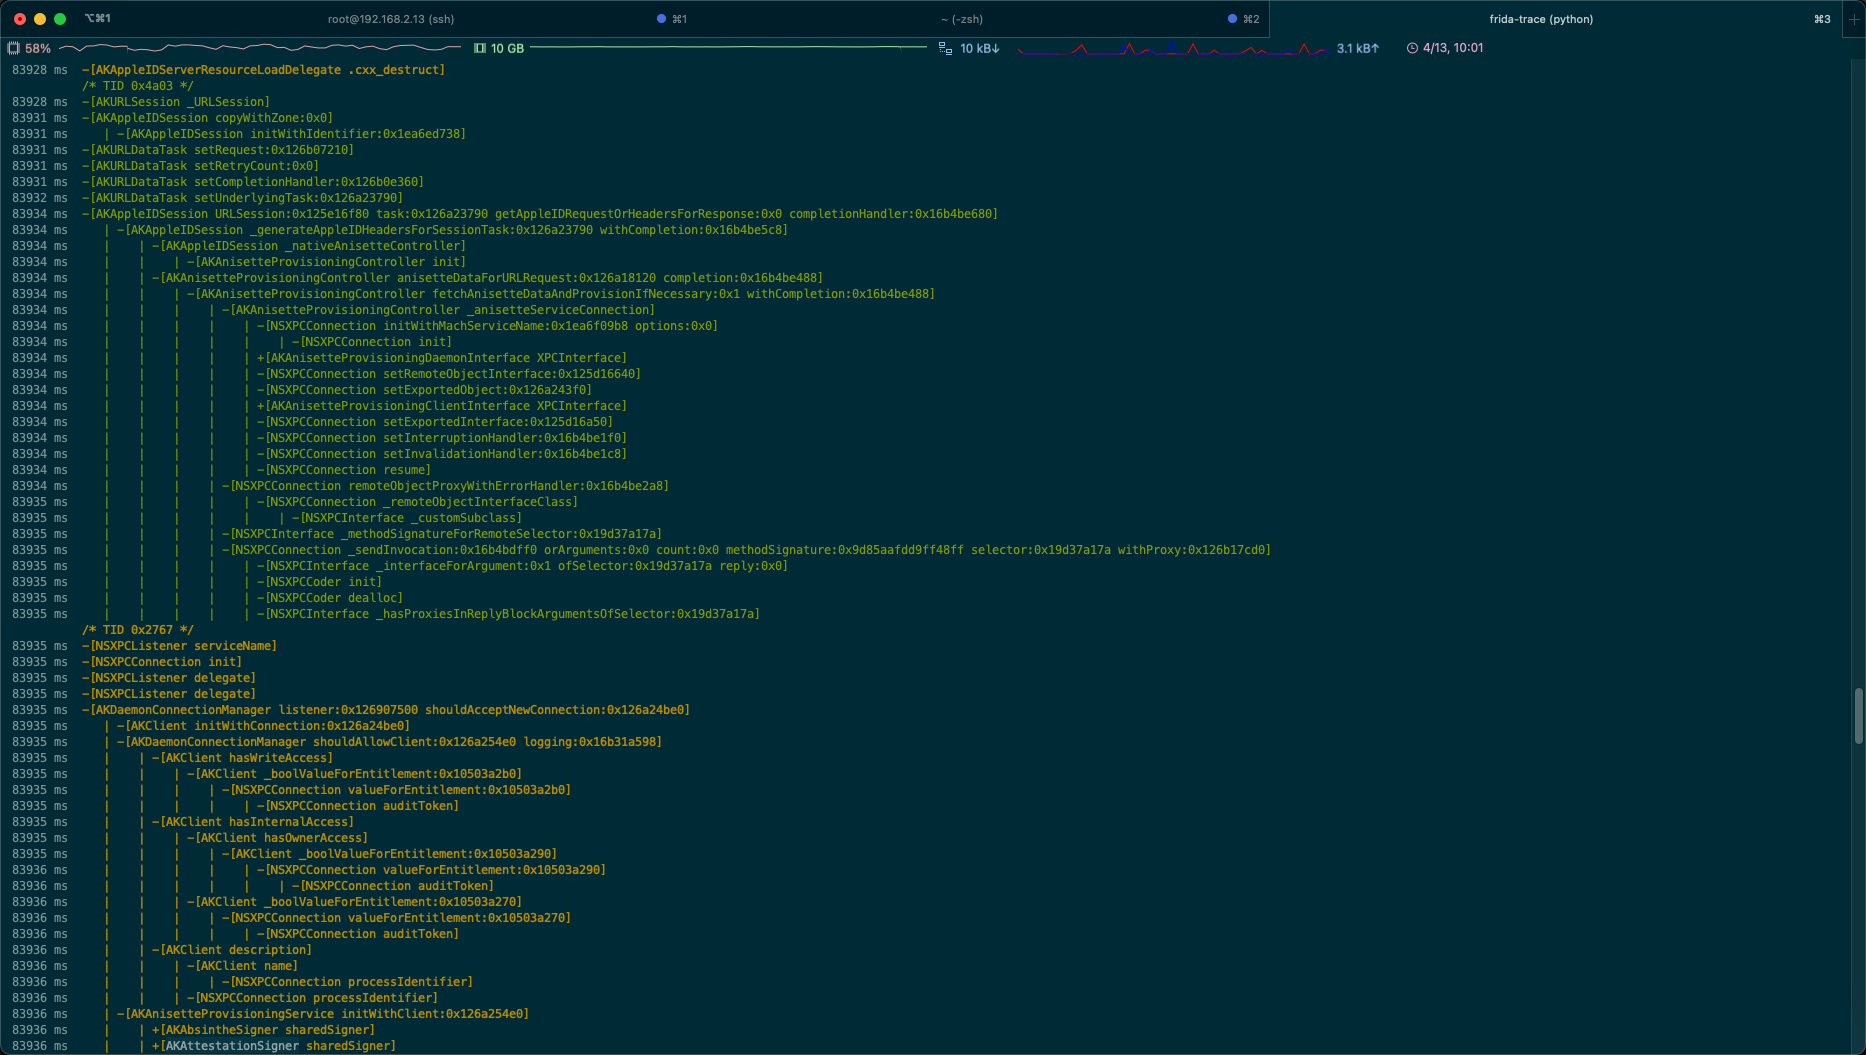 ⌥⌘1 root@192.168.2.13 (ssh) ⌘1 ~ (-zsh) ⌘2 frida-trace (python) ⌘3
58% 10 GB 10 kB↓ 3.1 kB↑ 4/13, 10:01
83928 ms -[AKAppleIDServerResourceLoadDelegate .cxx_destruct]
/* TID 0x4a03 */
83928 ms -[AKURLSession _URLSession]
83931 ms -[AKAppleIDSession copyWithZone:0x0]
83931 ms | -[AKAppleIDSession initWithIdentifier:0x1ea6ed738]
83931 ms -[AKURLDataTask setRequest:0x126b07210]
83931 ms -[AKURLDataTask setRetryCount:0x0]
83931 ms -[AKURLDataTask setCompletionHandler:0x126b0e360]
83932 ms -[AKURLDataTask setUnderlyingTask:0x126a23790]
83934 ms -[AKAppleIDSession URLSession:0x125e16f80 task:0x126a23790 getAppleIDRequestOrHeadersForResponse:0x0 completionHandler:0x16b4be680]
83934 ms | -[AKAppleIDSession _generateAppleIDHeadersForSessionTask:0x126a23790 withCompletion:0x16b4be5c8]
83934 ms | | -[AKAppleIDSession _nativeAnisetteController]
83934 ms | | | -[AKAnisetteProvisioningController init]
83934 ms | | -[AKAnisetteProvisioningController anisetteDataForURLRequest:0x126a18120 completion:0x16b4be488]
83934 ms | | | -[AKAnisetteProvisioningController fetchAnisetteDataAndProvisionIfNecessary:0x1 withCompletion:0x16b4be488]
83934 ms | | | | -[AKAnisetteProvisioningController _anisetteServiceConnection]
83934 ms | | | | | -[NSXPCConnection initWithMachServiceName:0x1ea6f09b8 options:0x0]
83934 ms | | | | | | -[NSXPCConnection init]
83934 ms | | | | | +[AKAnisetteProvisioningDaemonInterface XPCInterface]
83934 ms | | | | | -[NSXPCConnection setRemoteObjectInterface:0x125d16640]
83934 ms | | | | | -[NSXPCConnection setExportedObject:0x126a243f0]
83934 ms | | | | | +[AKAnisetteProvisioningClientInterface XPCInterface]
83934 ms | | | | | -[NSXPCConnection setExportedInterface:0x125d16a50]
83934 ms | | | | | -[NSXPCConnection setInterruptionHandler:0x16b4be1f0]
83934 ms | | | | | -[NSXPCConnection setInvalidationHandler:0x16b4be1c8]
83934 ms | | | | | -[NSXPCConnection resume]
83934 ms | | | | -[NSXPCConnection remoteObjectProxyWithErrorHandler:0x16b4be2a8]
83935 ms | | | | | -[NSXPCConnection _remoteObjectInterfaceClass]
83935 ms | | | | | | -[NSXPCInterface _customSubclass]
83935 ms | | | | -[NSXPCInterface _methodSignatureForRemoteSelector:0x19d37a17a]
83935 ms | | | | -[NSXPCConnection _sendInvocation:0x16b4bdff0 orArguments:0x0 count:0x0 methodSignature:0x9d85aafdd9ff48ff selector:0x19d37a17a withProxy:0x126b17cd0]
83935 ms | | | | | -[NSXPCInterface _interfaceForArgument:0x1 ofSelector:0x19d37a17a reply:0x0]
83935 ms | | | | | -[NSXPCCoder init]
83935 ms | | | | | -[NSXPCCoder dealloc]
83935 ms | | | | | -[NSXPCInterface _hasProxiesInReplyBlockArgumentsOfSelector:0x19d37a17a]
/* TID 0x2767 */
83935 ms -[NSXPCListener serviceName]
83935 ms -[NSXPCConnection init]
83935 ms -[NSXPCListener delegate]
83935 ms -[NSXPCListener delegate]
83935 ms -[AKDaemonConnectionManager listener:0x126907500 shouldAcceptNewConnection:0x126a24be0]
83935 ms | -[AKClient initWithConnection:0x126a24be0]
83935 ms | -[AKDaemonConnectionManager shouldAllowClient:0x126a254e0 logging:0x16b31a598]
83935 ms | | -[AKClient hasWriteAccess]
83935 ms | | | -[AKClient _boolValueForEntitlement:0x10503a2b0]
83935 ms | | | | -[NSXPCConnection valueForEntitlement:0x10503a2b0]
83935 ms | | | | | -[NSXPCConnection auditToken]
83935 ms | | -[AKClient hasInternalAccess]
83935 ms | | | -[AKClient hasOwnerAccess]
83935 ms | | | | -[AKClient _boolValueForEntitlement:0x10503a290]
83936 ms | | | | | -[NSXPCConnection valueForEntitlement:0x10503a290]
83936 ms | | | | | | -[NSXPCConnection auditToken]
83936 ms | | | -[AKClient _boolValueForEntitlement:0x10503a270]
83936 ms | | | | -[NSXPCConnection valueForEntitlement:0x10503a270]
83936 ms | | | | | -[NSXPCConnection auditToken]
83936 ms | | -[AKClient description]
83936 ms | | | -[AKClient name]
83936 ms | | | | -[NSXPCConnection processIdentifier]
83936 ms | | | -[NSXPCConnection processIdentifier]
83936 ms | -[AKAnisetteProvisioningService initWithClient:0x126a254e0]
83936 ms | | +[AKAbsintheSigner sharedSigner]
83936 ms | | +[AKAttestationSigner sharedSigner]